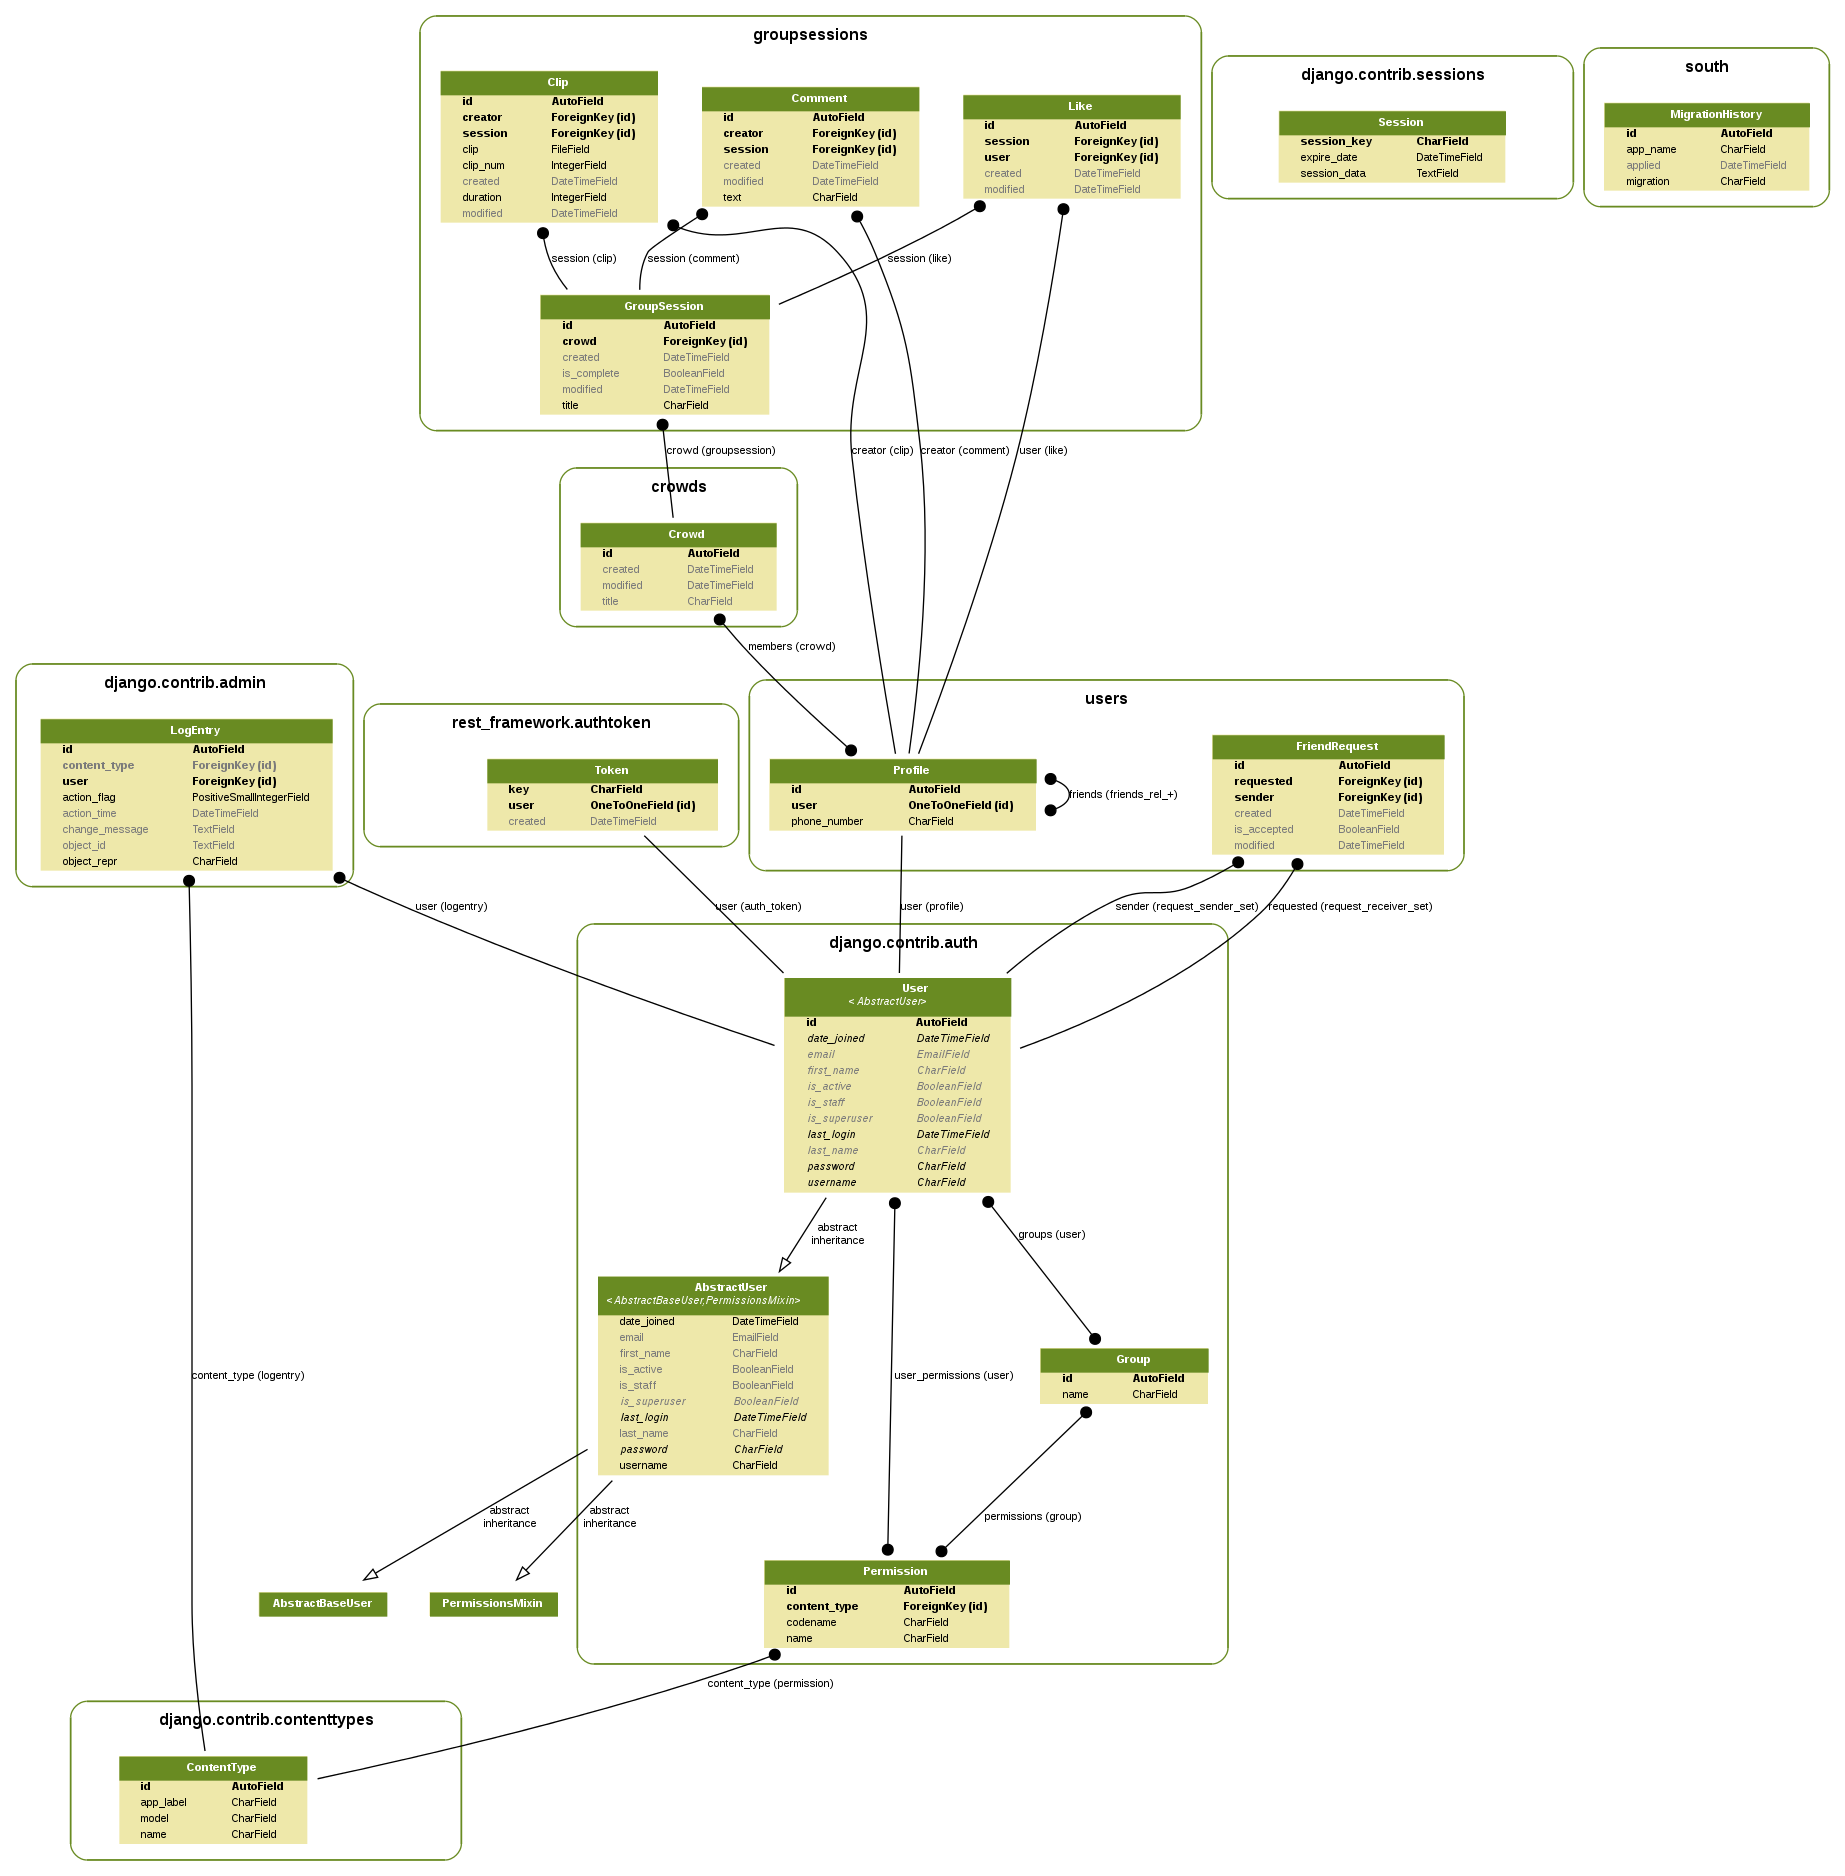 groupsessions
Clip
id AutoField
creator ForeignKey (id)
session ForeignKey (id)
clip FileField
clip_num IntegerField
created DateTimeField
duration IntegerField
modified DateTimeField
Comment
id AutoField
creator ForeignKey (id)
session ForeignKey (id)
created DateTimeField
modified DateTimeField
text CharField
Like
id AutoField
session ForeignKey (id)
user ForeignKey (id)
created DateTimeField
modified DateTimeField
django.contrib.sessions
Session
session_key CharField
expire_date DateTimeField
session_data TextField
south
MigrationHistory
id AutoField
app_name CharField
applied DateTimeField
migration CharField
session (clip)
session (comment)
session (like)
GroupSession
id AutoField
crowd ForeignKey (id)
created DateTimeField
is_complete BooleanField
modified DateTimeField
title CharField
crowd (groupsession)
creator (clip)
creator (comment)
user (like)
crowds
Crowd
id AutoField
created DateTimeField
modified DateTimeField
title CharField
members (crowd)
django.contrib.admin
LogEntry
id AutoField
content_type ForeignKey (id)
user ForeignKey (id)
action_flag PositiveSmallIntegerField
action_time DateTimeField
change_message TextField
object_id TextField
object_repr CharField
rest_framework.authtoken
Token
key CharField
user OneToOneField (id)
created DateTimeField
users
Profile
id AutoField
user OneToOneField (id)
phone_number CharField
friends (friends_rel_+)
FriendRequest
id AutoField
requested ForeignKey (id)
sender ForeignKey (id)
created DateTimeField
is_accepted BooleanField
modified DateTimeField
user (logentry)
user (auth_token)
user (profile)
sender (request_sender_set)
requested (request_receiver_set)
django.contrib.auth
User
< AbstractUser>
id AutoField
date_joined DateTimeField
email EmailField
first_name CharField
is_active BooleanField
is_staff BooleanField
is_superuser BooleanField
last_login DateTimeField
last_name CharField
password CharField
username CharField
abstract
inheritance
groups (user)
AbstractUser
< AbstractBaseUser,PermissionsMixin>
date_joined DateTimeField
email EmailField
first_name CharField
is_active BooleanField
is_staff BooleanField
is_superuser BooleanField
last_login DateTimeField
last_name CharField
password CharField
username CharField
Group
id AutoField
name CharField
content_type (logentry)
user_permissions (user)
abstract
inheritance
abstract
inheritance
permissions (group)
AbstractBaseUser
PermissionsMixin
Permission
id AutoField
content_type ForeignKey (id)
codename CharField
name CharField
content_type (permission)
django.contrib.contenttypes
ContentType
id AutoField
app_label CharField
model CharField
name CharField